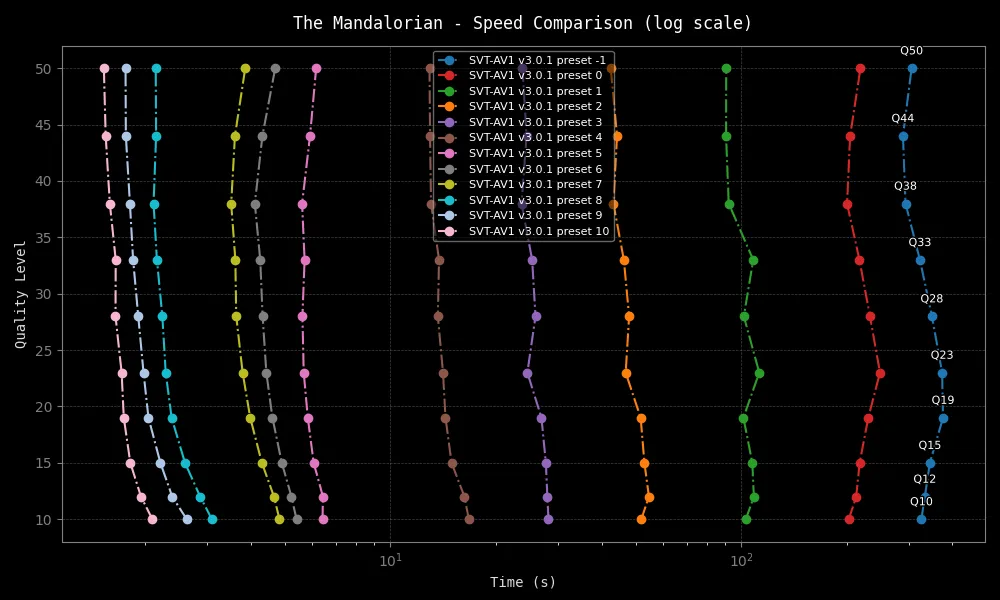 The Mandalorian - Speed Comparison (log scale)
Q50
50
SVT-AV1 v3.0.1 preset -1
SVT-AV1 v3.0.1 preset 0
SVT-AV1 v3.0.1 preset 1
SVT-AV1 v3.0.1 preset 2
SVT-AV1 v3.0.1 preset 3
SVT-AV1 v3.0.1 preset 4
SVT-AV1 v3.0.1 preset 5
SVT-AV1 v3.0.1 preset 6
SVT-AV1 v3.0.1 preset 7
SVT-AV1 v3.0.1 preset 8
SVT-AV1 v3.0.1 preset 9
SVT-AV1 v3.0.1 preset 10
Q44
45
40
Q38
35
Q33
30
Q28
25
Q23
20
Q19
15
Q15
Q12
10
Q10
Quality Level
10¹
10²
Time (s)